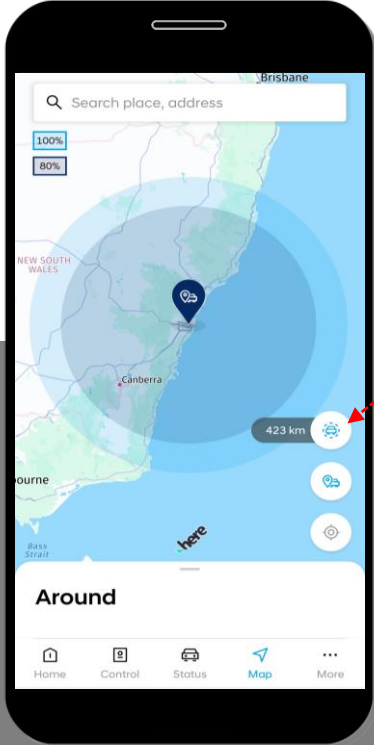 Brisbane
Search place, address
100%
80%
NEW SOUTH
WALES
Canberra
423 km
ourne
Bass
Strait
here
Around
Home
Control
Status
Map
More